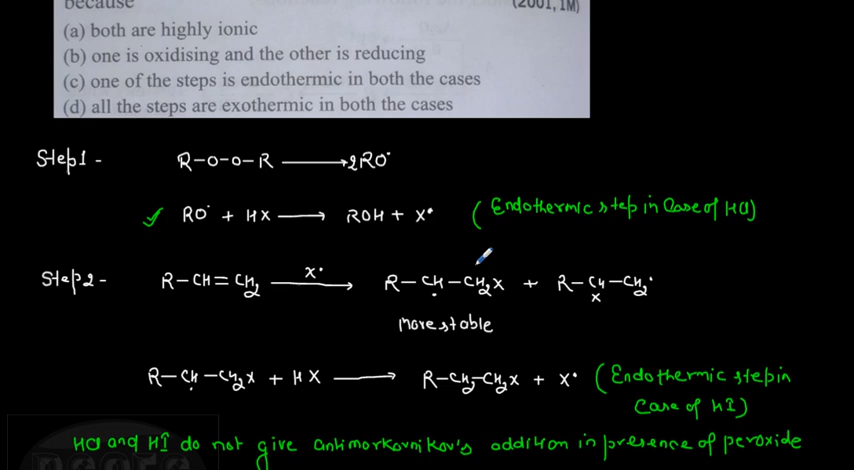 because (2001, 1M)
(a) both are highly ionic
(b) one is oxidising and the other is reducing
(c) one of the steps is endothermic in both the cases
(d) all the steps are exothermic in both the cases
Step1 - R-O-O-R ⟶ 2RO•
RO• + HX ⟶ ROH + X• (Endothermic step in Case of HCl)
Step2 - R-CH=CH₂ —X•⟶ R-ĊH-CH₂X + R-CH(X)-CH₂•
more stable
R-ĊH-CH₂X + HX ⟶ R-CH₂-CH₂X + X• (Endothermic step in
Case of HI)
HCl and HI do not give antimarkovnikov's addition in presence of peroxide